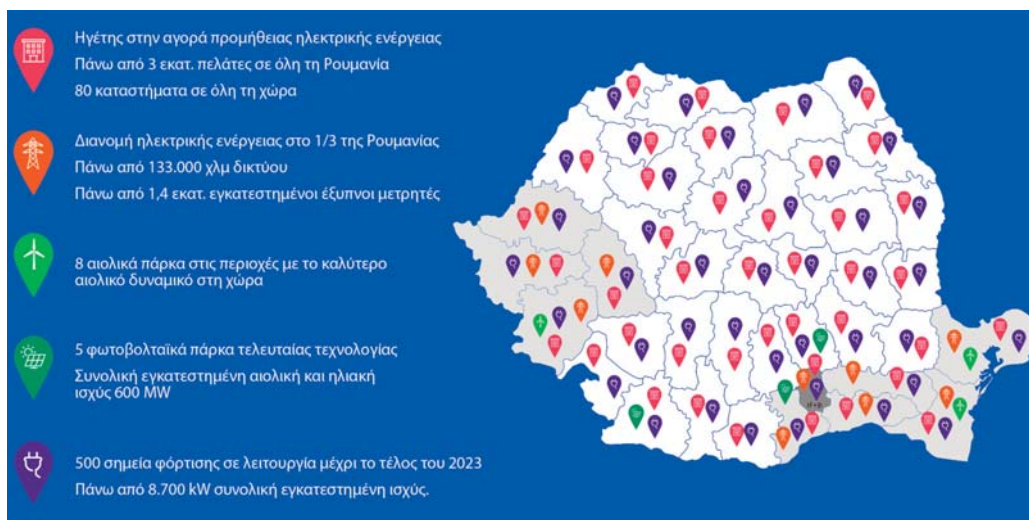 Ηγέτης στην αγορά προμήθειας ηλεκτρικής ενέργειας
Πάνω από 3 εκατ. πελάτες σε όλη τη Ρουμανία
80 καταστήματα σε όλη τη χώρα
Διανομή ηλεκτρικής ενέργειας στο 1/3 της Ρουμανίας
Πάνω από 133.000 χλμ δικτύου
Πάνω από 1,4 εκατ. εγκατεστημένοι έξυπνοι μετρητές
8 αιολικά πάρκα στις περιοχές με το καλύτερο
αιολικό δυναμικό στη χώρα
5 φωτοβολταϊκά πάρκα τελευταίας τεχνολογίας
Συνολική εγκατεστημένη αιολική και ηλιακή
ισχύς 600 MW
500 σημεία φόρτισης σε λειτουργία μέχρι το τέλος του 2023
Πάνω από 8.700 kW συνολική εγκατεστημένη ισχύς.